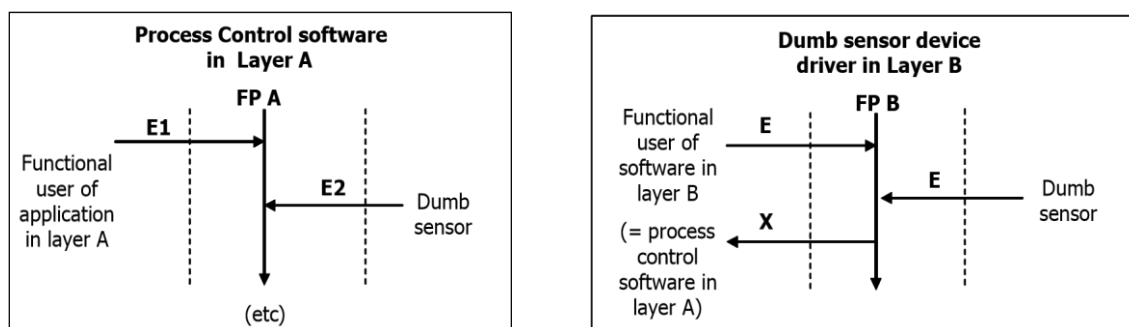 Process Control software
in Layer A
FP A
E1
Functional
user of
application
in layer A
E2
Dumb
sensor
(etc)
Dumb sensor device
driver in Layer B
FP B
E
Functional
user of
software in
layer B
E
Dumb
sensor
X
(= process
control
software in
layer A)